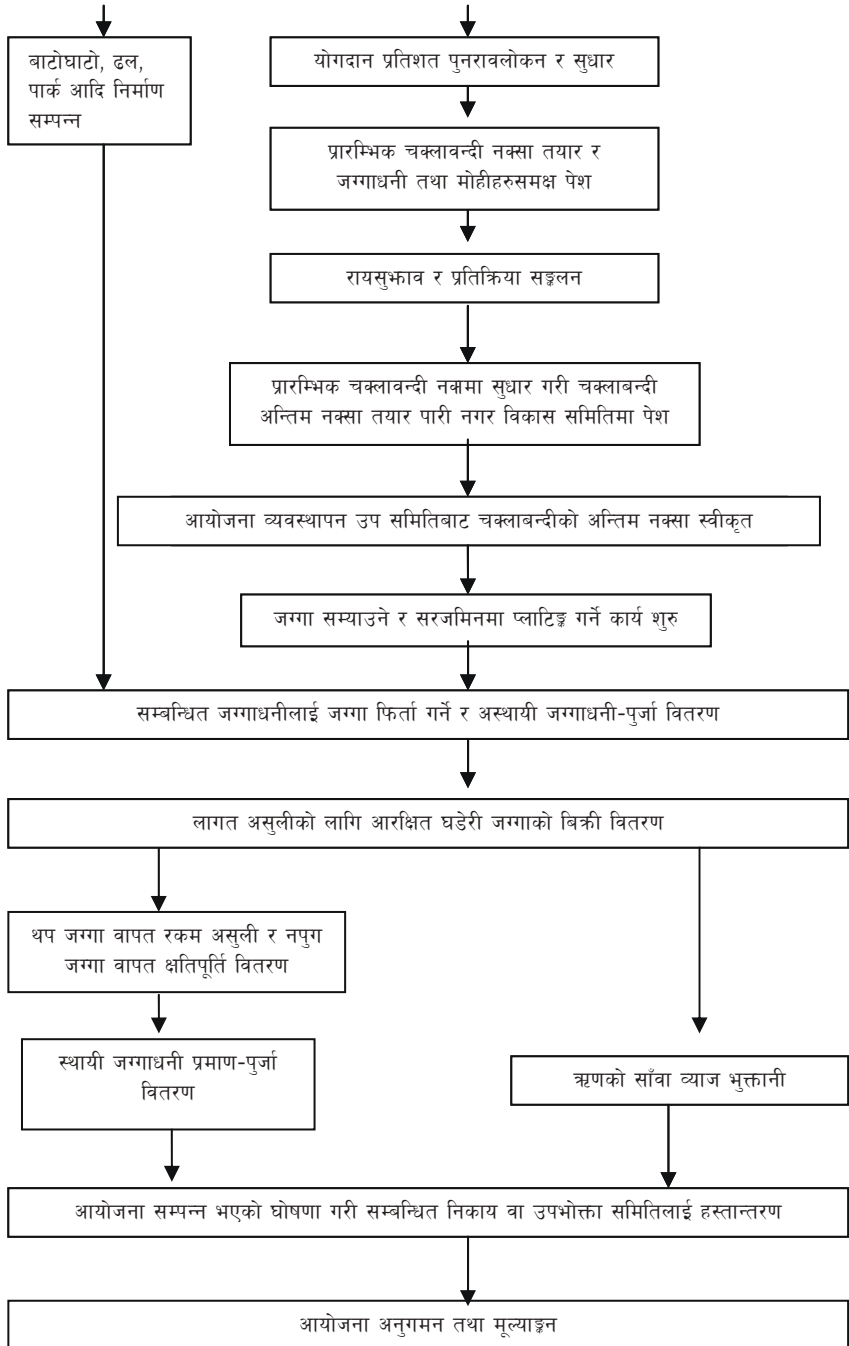 बाटोघाटो, ढल,
पार्क आदि निर्माण
सम्पन्न
योगदान प्रतिशत पुनरावलोकन र सुधार
प्रारम्भिक चक्लावन्दी नक्सा तयार र
जग्गाधनी तथा मोहीहरुसमक्ष पेश
रायसुझाव र प्रतिक्रिया सङ्कलन
प्रारम्भिक चक्लावन्दी नक्षमा सुधार गरी चक्लाबन्दी
अन्तिम नक्सा तयार पारी नगर विकास समितिमा पेश
आयोजना व्यवस्थापन उप समितिबाट चक्लाबन्दीको अन्तिम नक्सा स्वीकृत
जग्गा सम्याउने र सरजमिनमा प्लाटिङ्क गर्ने कार्य शुरु
सम्बन्धित जग्गाधनीलाई जग्गा फिर्ता गर्ने र अस्थायी जग्गाधनी-पुर्जा वितरण
लागत असुलीको लागि आरक्षित घडेरी जग्गाको बिक्री वितरण
थप जग्गा वापत रकम असुली र नपुग
जग्गा वापत क्षतिपूर्ति वितरण
स्थायी जग्गाधनी प्रमाण-पुर्जा
वितरण
ऋणको साँवा व्याज भुक्तानी
आयोजना सम्पन्न भएको घोषणा गरी सम्बन्धित निकाय वा उपभोक्ता समितिलाई हस्तान्तरण
आयोजना अनुगमन तथा मूल्याङ्कन